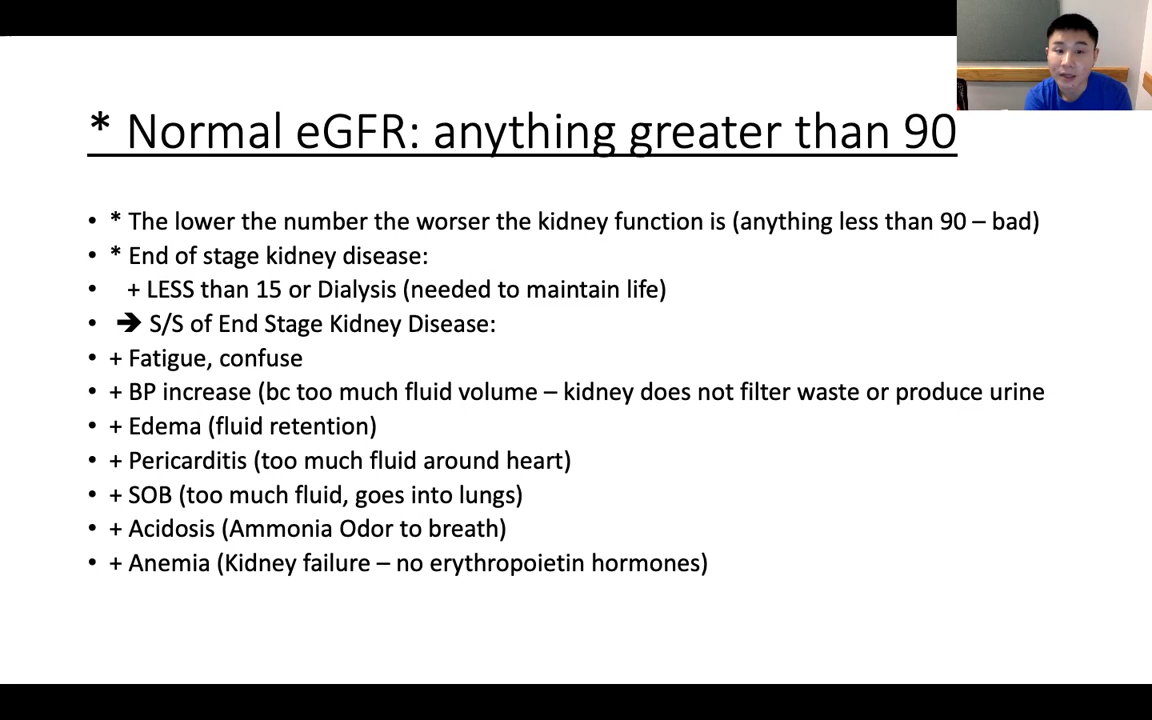 * Normal eGFR: anything greater than 90
• * The lower the number the worser the kidney function is (anything less than 90 – bad)
• * End of stage kidney disease:
• + LESS than 15 or Dialysis (needed to maintain life)
• ➔ S/S of End Stage Kidney Disease:
• + Fatigue, confuse
• + BP increase (bc too much fluid volume – kidney does not filter waste or produce urine
• + Edema (fluid retention)
• + Pericarditis (too much fluid around heart)
• + SOB (too much fluid, goes into lungs)
• + Acidosis (Ammonia Odor to breath)
• + Anemia (Kidney failure – no erythropoietin hormones)